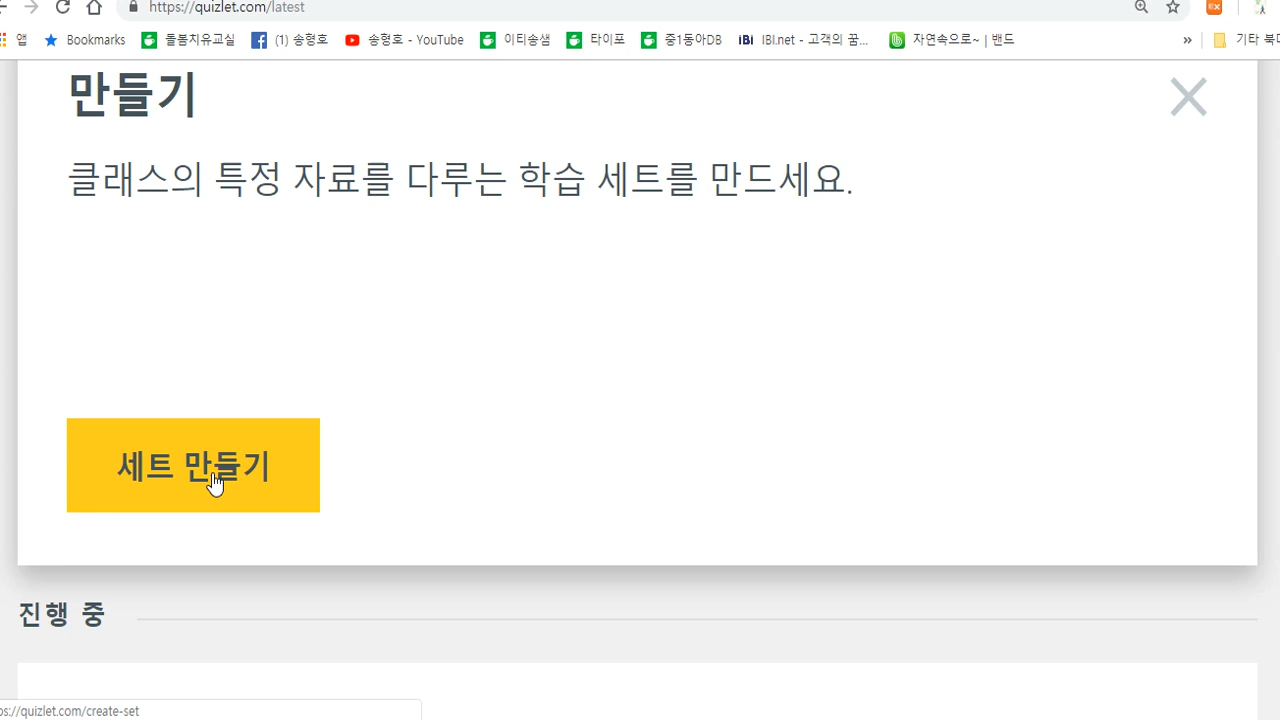 https://quizlet.com/latest
앱 Bookmarks 돌봄치유교실 (1) 송형호 송형호 - YouTube 이티송샘 타이포 중1동아DB IBI IBI.net - 고객의 꿈... 자연속으로~ | 밴드 » 기타 북마
만들기
클래스의 특정 자료를 다루는 학습 세트를 만드세요.
세트 만들기
진행 중
ps://quizlet.com/create-set